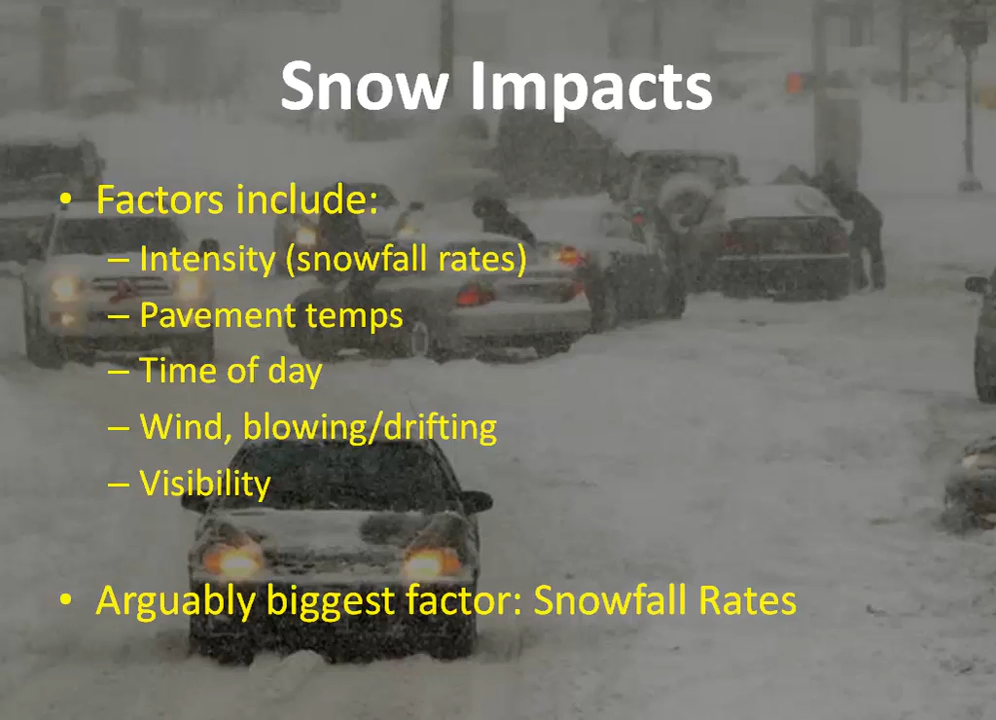 Snow Impacts
• Factors include:
– Intensity (snowfall rates)
– Pavement temps
– Time of day
– Wind, blowing/drifting
– Visibility
• Arguably biggest factor: Snowfall Rates